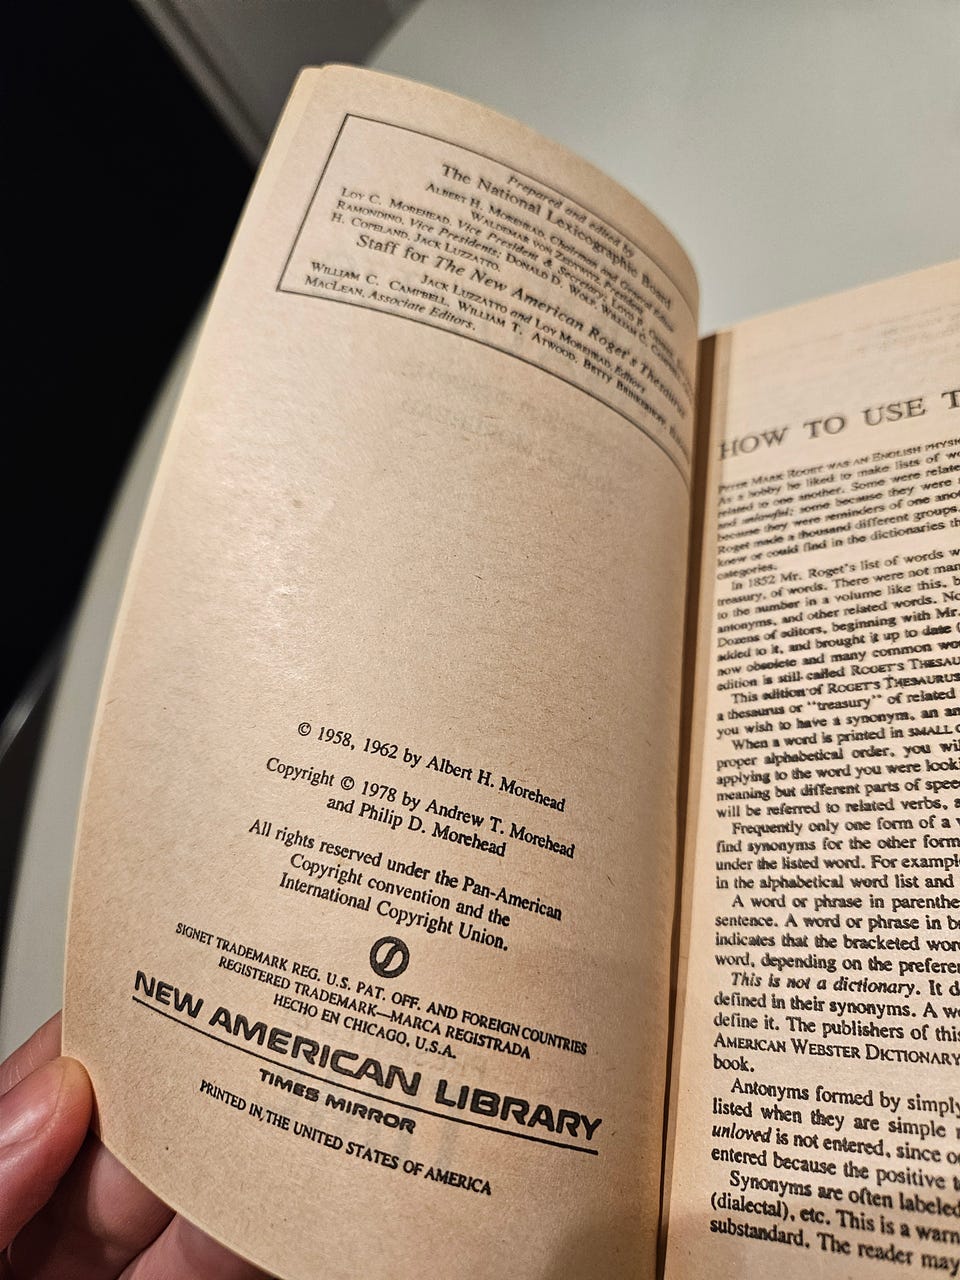 Prepared and edited by
The National Lexicographic Board
ALBERT H. MOREHEAD, Chairman and General Editor
WALDEMAR VON ZEDTWITZ, President
LOY C. MOREHEAD, Vice President & Secretary, LLOYD F.
RAMONDINO, Vice Presidents; DONALD D. WOLF, WILLIAM C.
H. COPELAND, JACK LUZZATTO.
Staff for The New American Roget's Thesaurus
JACK LUZZATTO and LOY MOREHEAD, Editors
WILLIAM C. CAMPBELL, WILLIAM T. ATWOOD, BETTY
MACLEAN, Associate Editors.
© 1958, 1962 by Albert H. Morehead
Copyright © 1978 by Andrew T. Morehead
and Philip D. Morehead
All rights reserved under the Pan-American
Copyright convention and the
International Copyright Union.
SIGNET TRADEMARK REG. U.S. PAT. OFF. AND FOREIGN COUNTRIES
REGISTERED TRADEMARK—MARCA REGISTRADA
HECHO EN CHICAGO, U.S.A.
NEW AMERICAN LIBRARY
TIMES MIRROR
PRINTED IN THE UNITED STATES OF AMERICA
HOW TO USE T
PETER MARK ROGET WAS AN ENGLISH PHYSIC
As a hobby he liked to make lists of wo
related to one another. Some were relate
and unlawful; some because they were
because they were reminders of one ano
Roget made a thousand different groups,
knew or could find in the dictionaries th
categories.
In 1852 Mr. Roget's list of words w
treasury, of words. There were not man
to the number in a volume like this, b
antonyms, and other related words. No
Dozens of editors, beginning with Mr.
added to it, and brought it up to date (
now obsolete and many common wo
edition is still called ROGET'S THESAU
This edition of ROGET'S THESAURUS
a thesaurus or "treasury" of related
you wish to have a synonym, an an
When a word is printed in SMALL C
proper alphabetical order, you wil
applying to the word you were looki
meaning but different parts of spee
will be referred to related verbs, a
Frequently only one form of a v
find synonyms for the other form
under the listed word. For example
in the alphabetical word list and
A word or phrase in parenthe
sentence. A word or phrase in br
indicates that the bracketed word
word, depending on the preferen
This is not a dictionary. It d
defined in their synonyms. A wo
define it. The publishers of this
AMERICAN WEBSTER DICTIONARY
book.
Antonyms formed by simply
listed when they are simple n
unloved is not entered, since o
entered because the positive t
Synonyms are often labeled
(dialectal), etc. This is a warn
substandard. The reader may